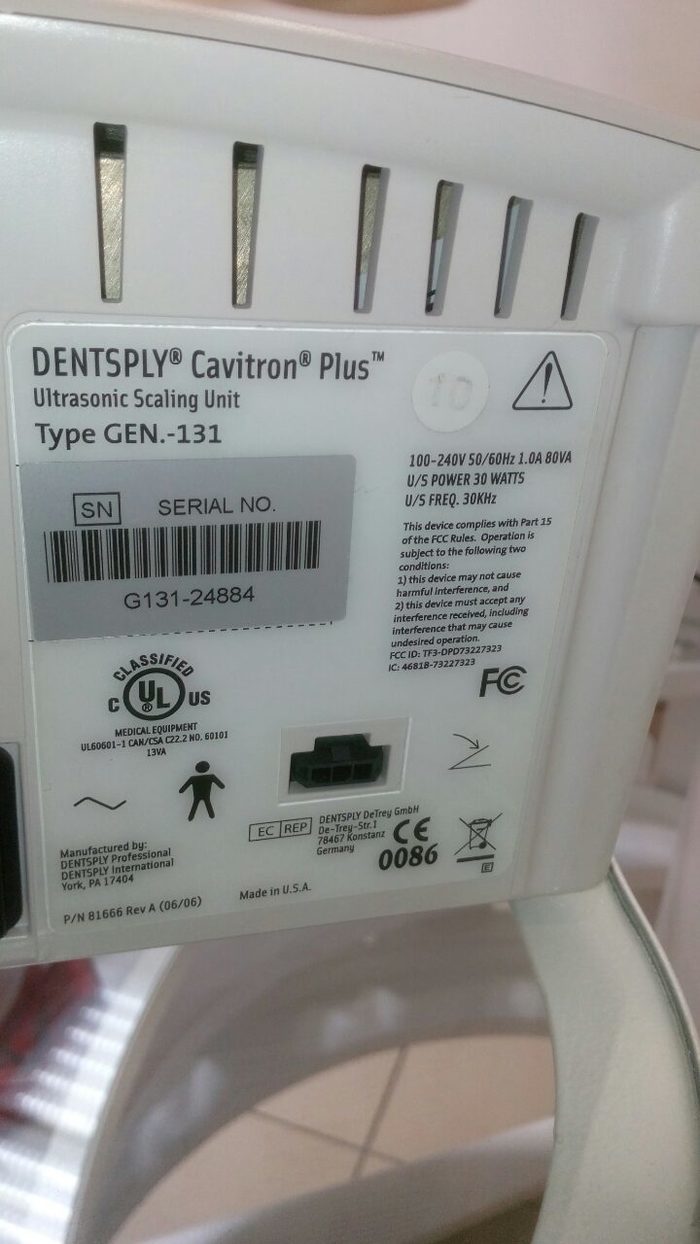 DENTSPLY® Cavitron® Plus™
Ultrasonic Scaling Unit
Type GEN.-131
10
SN SERIAL NO.
G131-24884
100-240V 50/60Hz 1.0A 80VA
U/S POWER 30 WATTS
U/S FREQ. 30KHz
This device complies with Part 15
of the FCC Rules. Operation is
subject to the following two
conditions:
1) this device may not cause
harmful interference, and
2) this device must accept any
interference received, including
interference that may cause
undesired operation.
FCC ID: TF3-DPD73227323
IC: 4681B-73227323
FC
CLASSIFIED
C UL® US
MEDICAL EQUIPMENT
UL60601-1 CAN/CSA C22.2 NO. 60101
13VA
Manufactured by:
DENTSPLY Professional
DENTSPLY International
York, PA 17404
P/N 81666 Rev A (06/06)
Made in U.S.A.
EC REP
DENTSPLY DeTrey GmbH
De-Trey-Str.1
78467 Konstanz
Germany
CE
0086
E